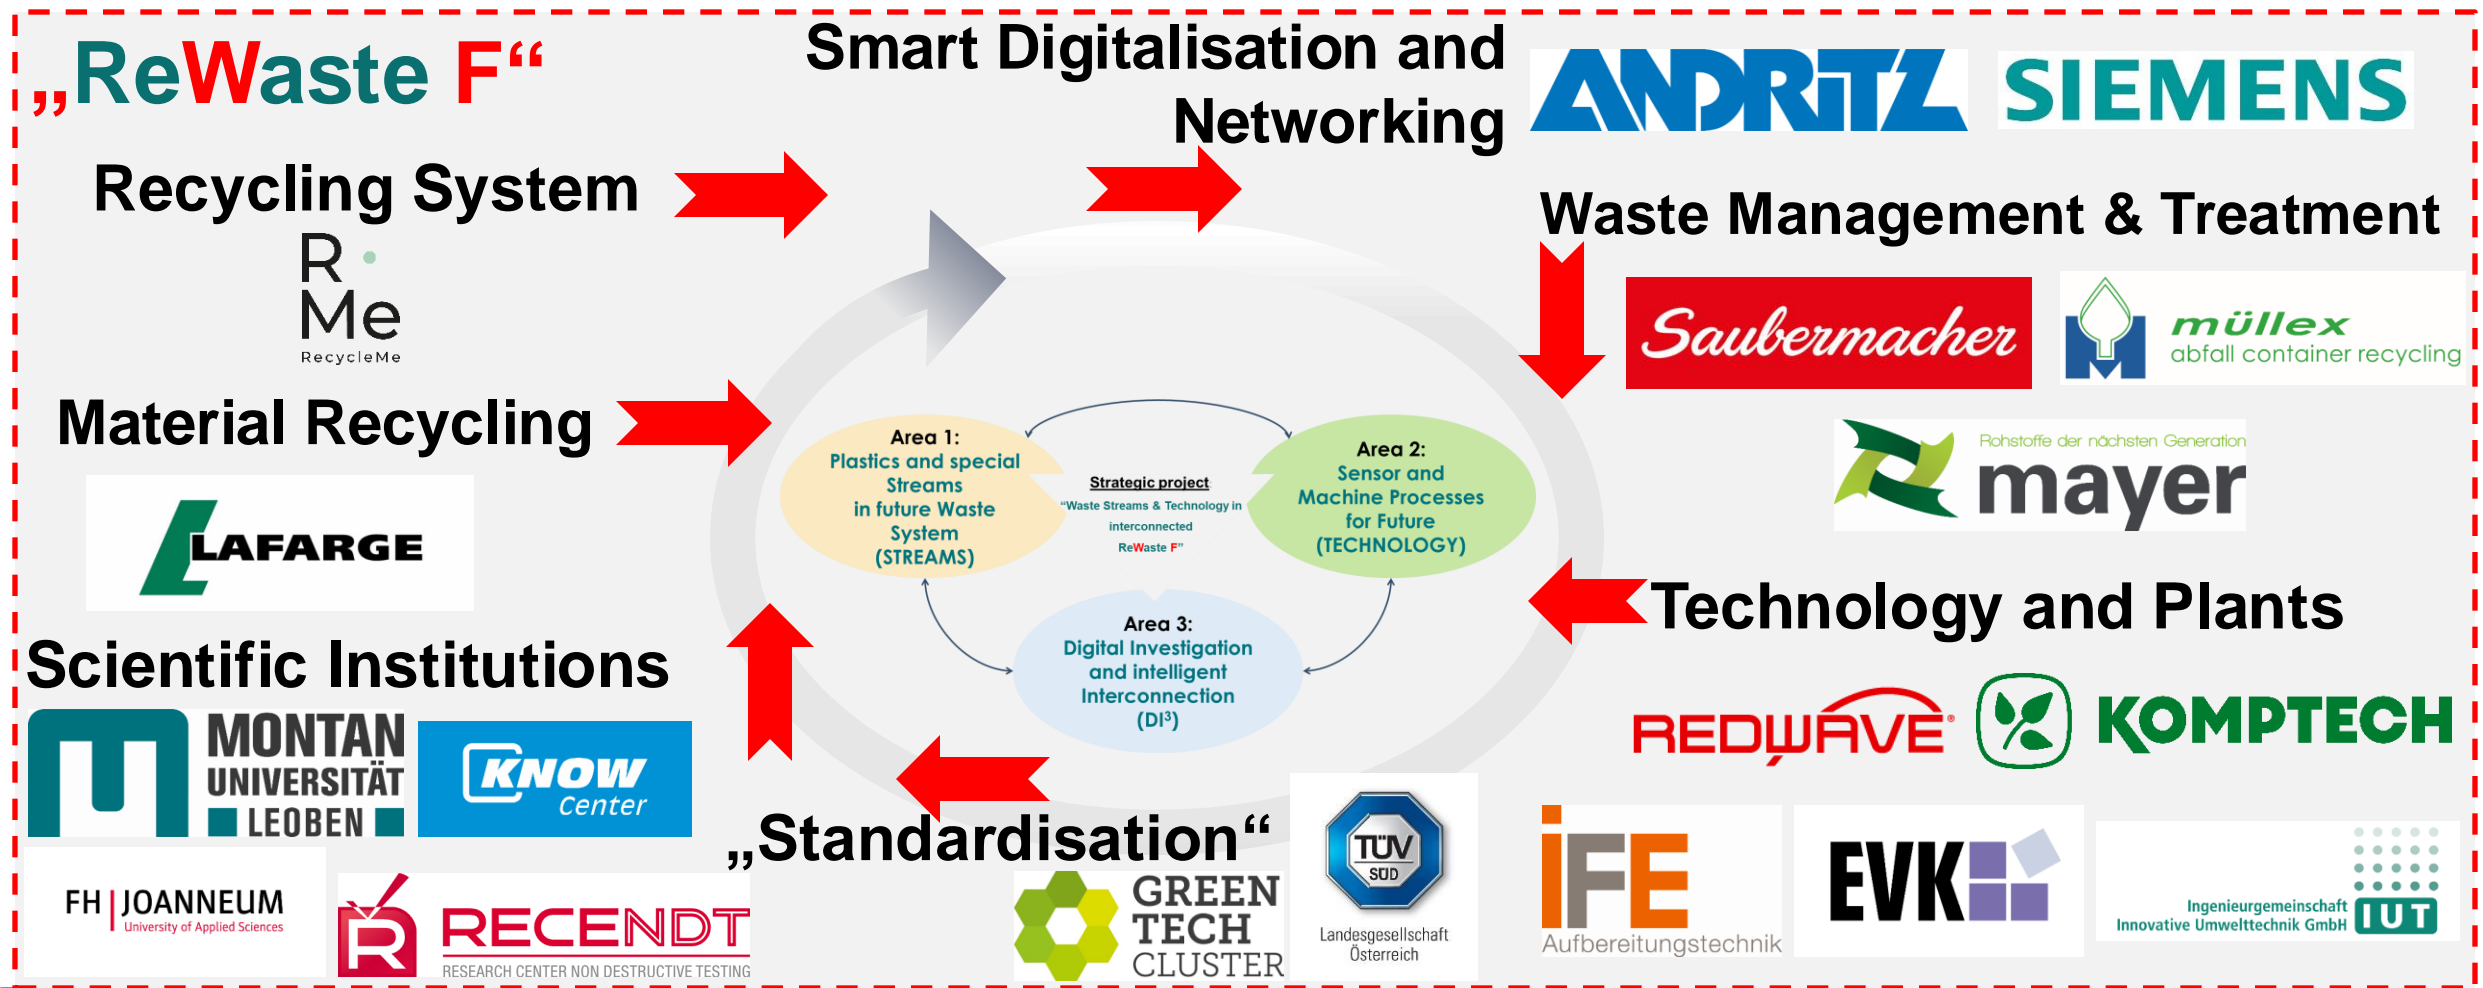 „ReWaste F“
Smart Digitalisation and
Networking
ANDRITZ
SIEMENS
Recycling System
R
Me
RecycleMe
Waste Management & Treatment
Saubermacher
müllex
abfall container recycling
Rohstoffe der nächsten Generation
mayer
Material Recycling
LAFARGE
Area 1:
Plastics and special
Streams
in future Waste
System
(STREAMS)
Strategic project
“Waste Streams & Technology in
interconnected
ReWaste F”
Area 2:
Sensor and
Machine Processes
for Future
(TECHNOLOGY)
Area 3:
Digital Investigation
and intelligent
Interconnection
(DI³)
Technology and Plants
REDWAVE®
KOMPTECH
iFE
Aufbereitungstechnik
EVK
Ingenieurgemeinschaft
Innovative Umwelttechnik GmbH
IUT
Scientific Institutions
MONTAN
UNIVERSITÄT
LEOBEN
KNOW
Center
FH JOANNEUM
University of Applied Sciences
R
RECENDT
RESEARCH CENTER NON DESTRUCTIVE TESTING
„Standardisation“
GREEN
TECH
CLUSTER
TÜV
SÜD
Landesgesellschaft
Österreich